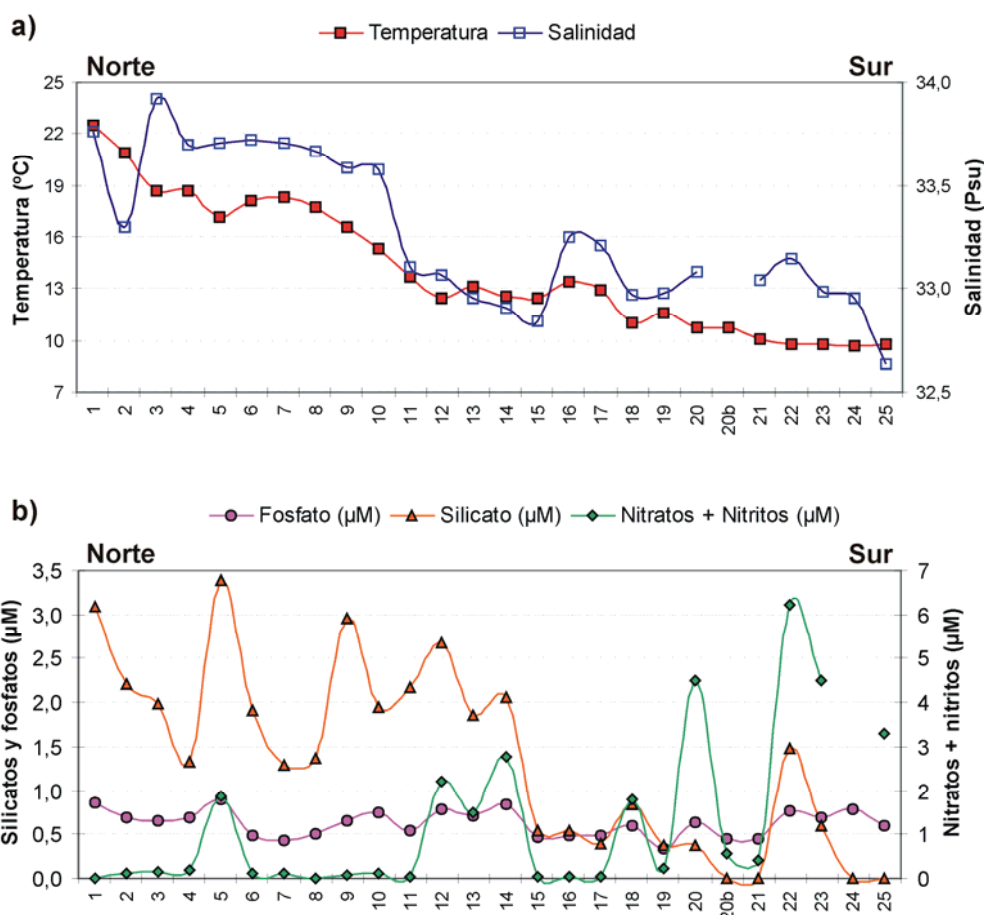 a)
Temperatura Salinidad
Norte Sur
Temperatura (ºC)
25
22
19
16
13
10
7
34,0
33,5
33,0
32,5
Salinidad (Psu)
1 2 3 4 5 6 7 8 9 10 11 12 13 14 15 16 17 18 19 20 20b 21 22 23 24 25
b)
Fosfato (µM) Silicato (µM) Nitratos + Nitritos (µM)
Norte Sur
Silicatos y fosfatos (µM)
3,5
3,0
2,5
2,0
1,5
1,0
0,5
0,0
7
6
5
4
3
2
1
0
Nitratos + nitritos (µM)
1 2 3 4 5 6 7 8 9 10 11 12 13 14 15 16 17 18 19 20 20b 21 22 23 24 25